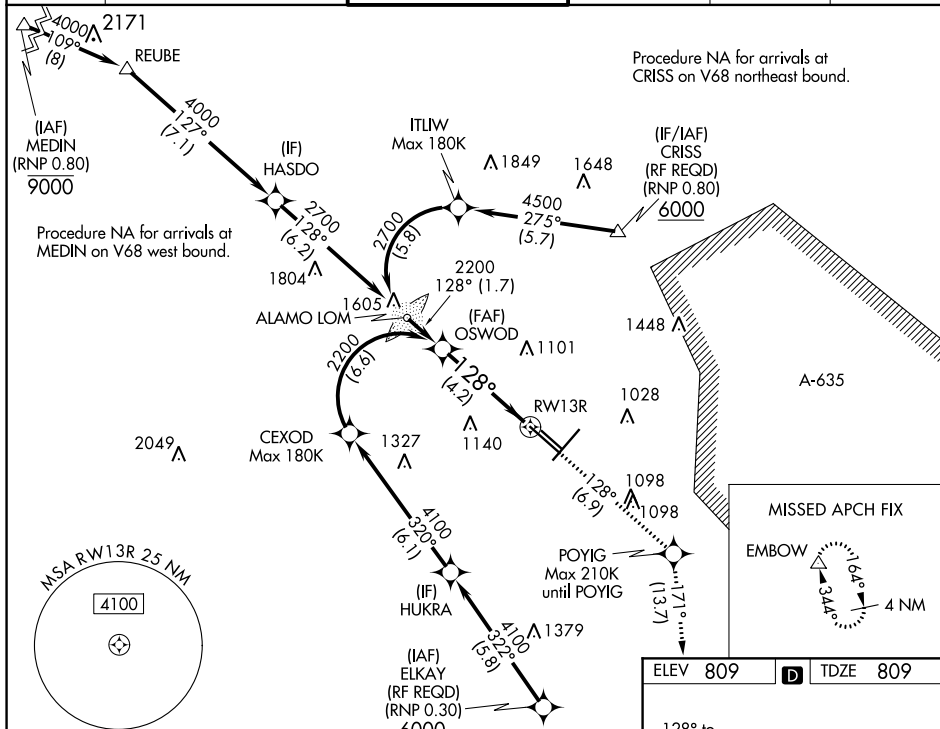 4000
109°
(8)
2171
REUBE
Procedure NA for arrivals at
CRISS on V68 northeast bound.
(IAF)
MEDIN
(RNP 0.80)
9000
4000
127°
(7.1)
(IF)
HASDO
ITLIW
Max 180K
1849
1648
(IF/IAF)
CRISS
(RF REQD)
(RNP 0.80)
6000
4500
275°
(5.7)
Procedure NA for arrivals at
MEDIN on V68 west bound.
2700
128°
(6.2)
2700
(5.8)
1804
1605
2200
128° (1.7)
ALAMO LOM
(FAF)
OSWOD
1101
1448
A-635
2200
(6.6)
128°
(4.2)
RW13R
1028
2049
CEXOD
Max 180K
1327
1140
128°
(6.9)
1098
1098
4100
320°
(6.1)
MISSED APCH FIX
EMBOW
164°
344°
4 NM
POYIG
Max 210K
until POYIG
171°
(13.7)
MSA RW13R 25 NM
4100
(IF)
HUKRA
4100
322°
(5.8)
1379
(IAF)
ELKAY
(RF REQD)
(RNP 0.30)
6000
ELEV 809
D
TDZE 809
128° to